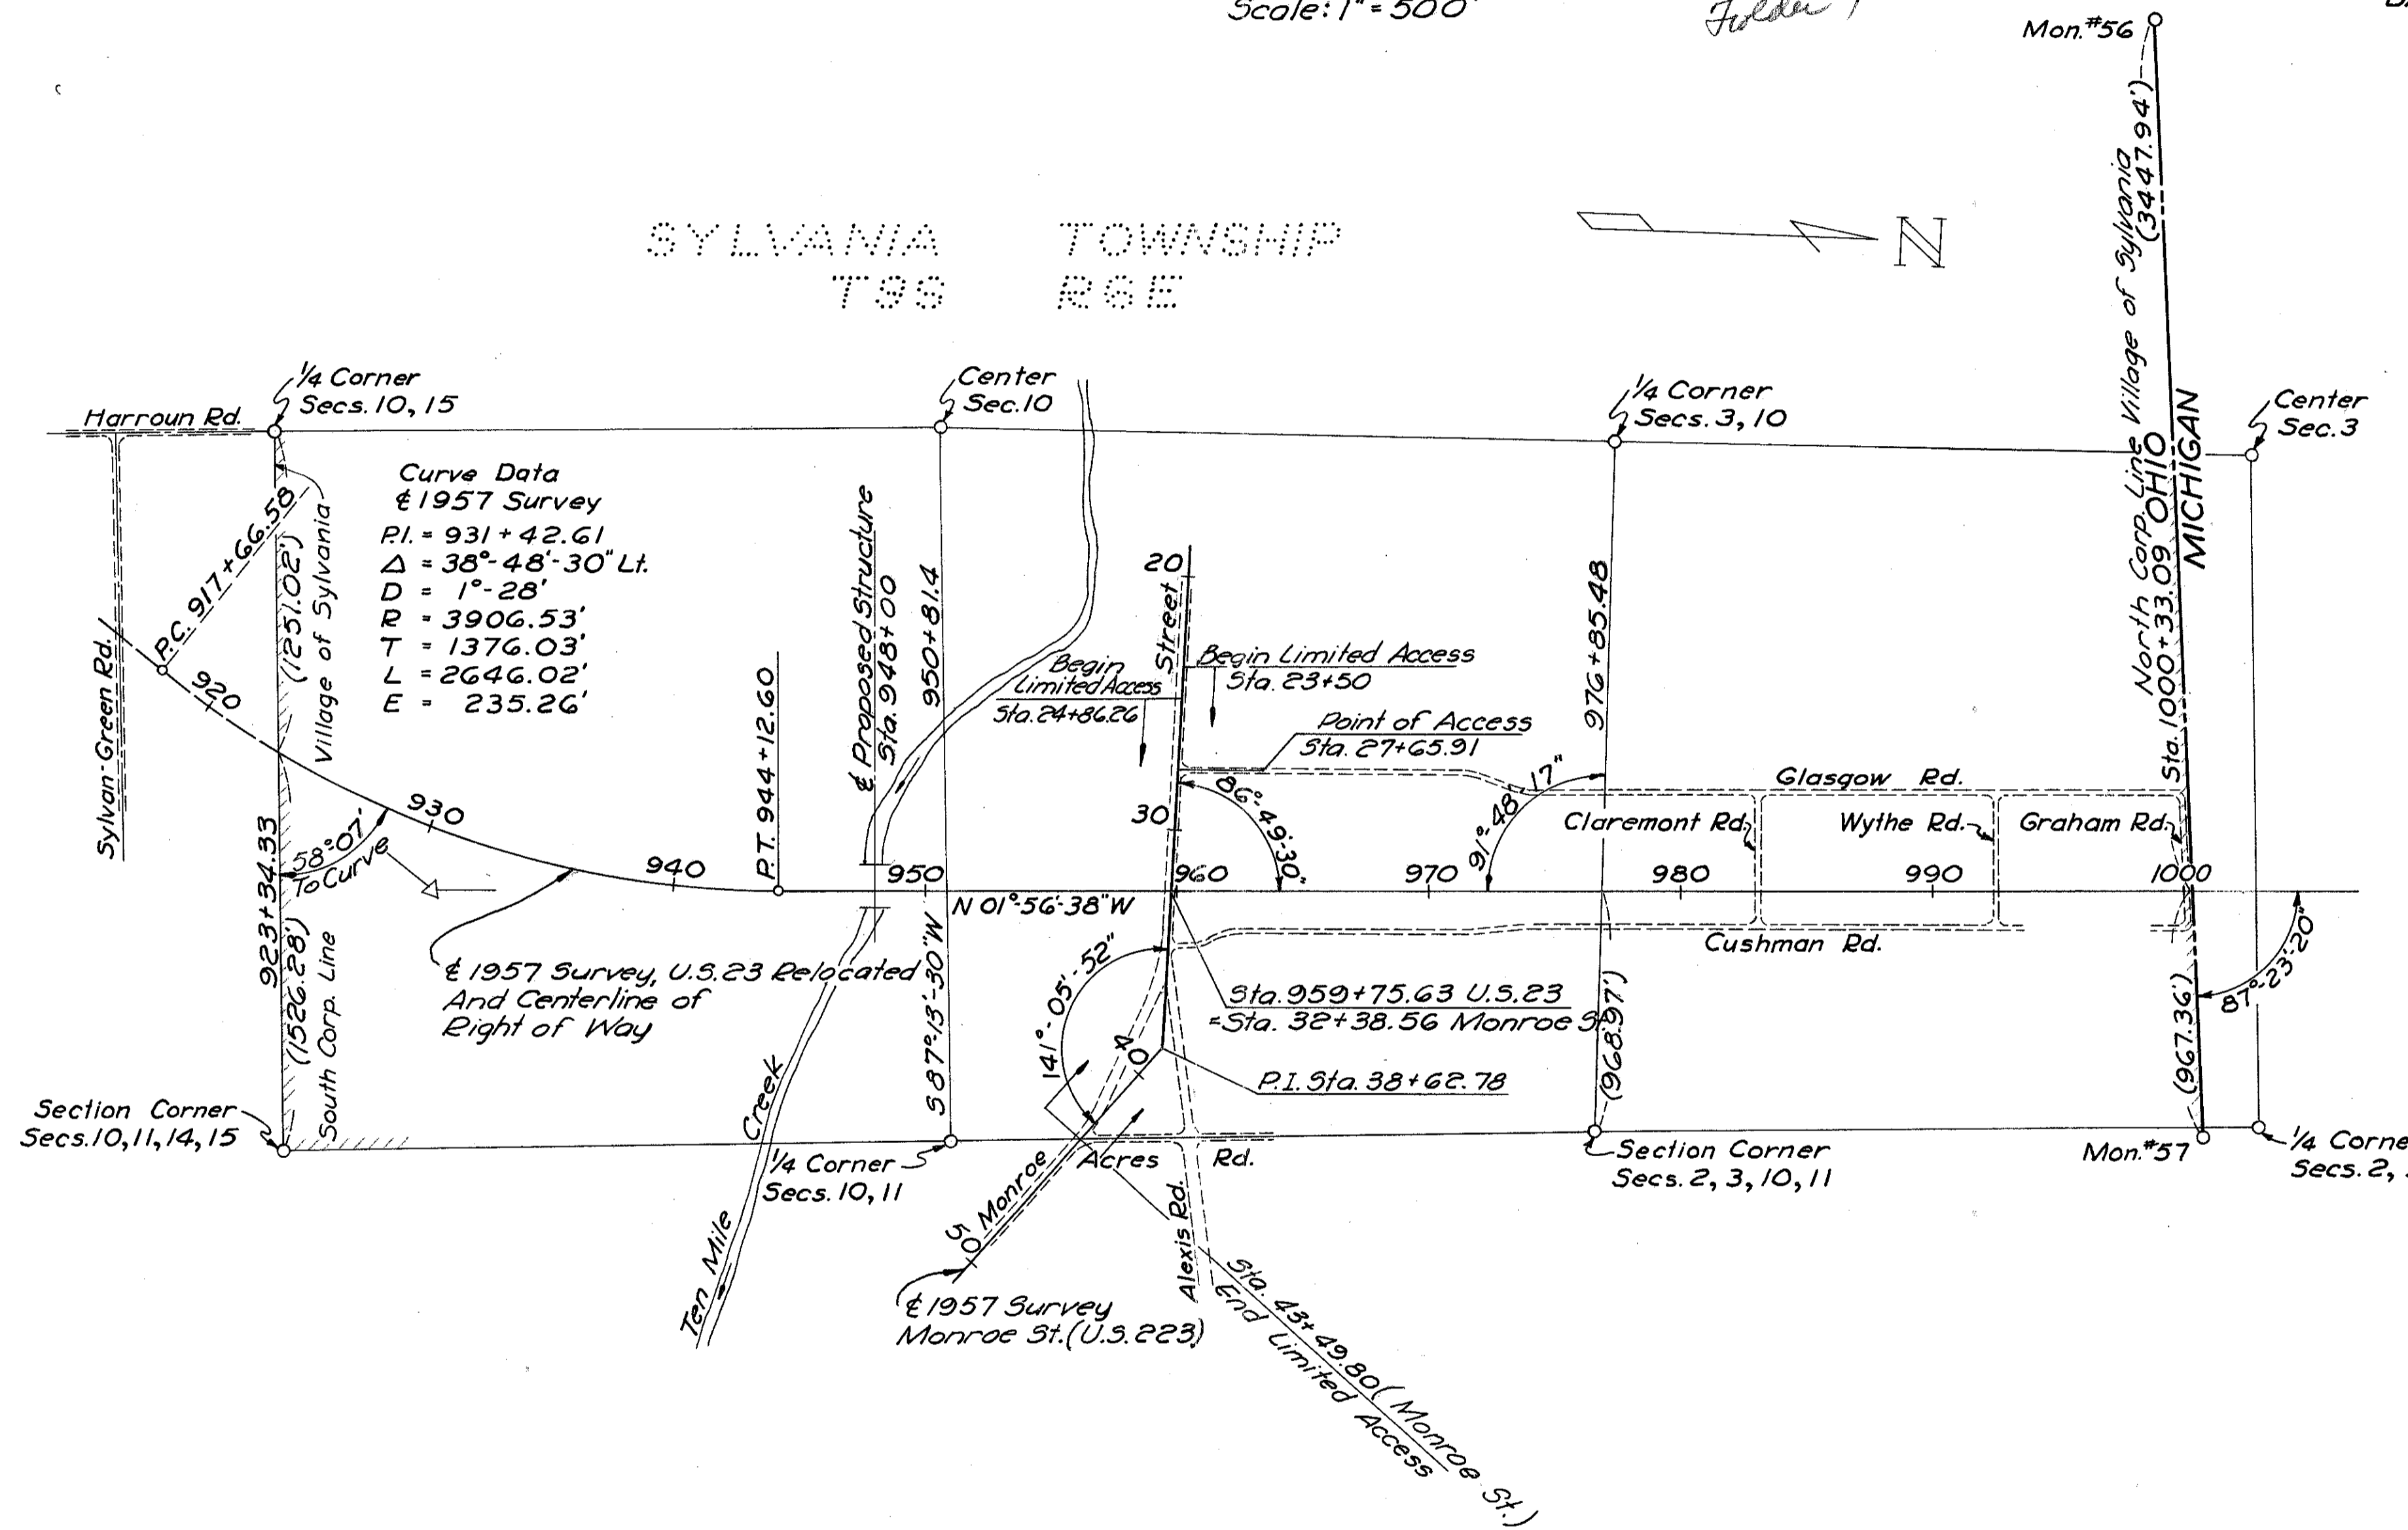 Scale: 1" = 500'
Folder 1
Mon.#56
(3447.94')
North Corp. Line Village of Sylvania
SYLVANIA TOWNSHIP
T9S R6E
N
1/4 Corner
Secs. 10, 15
Harroun Rd.
Center
Sec. 10
1/4 Corner
Secs. 3, 10
Center
Sec. 3
OHIO
MICHIGAN
Sta. 1000+33.09
Curve Data
℄ 1957 Survey
P.I. = 931+42.61
Δ = 38°-48'-30" Lt.
D = 1°-28'
R = 3906.53'
T = 1376.03'
L = 2646.02'
E = 235.26'
P.C. 917+66.58
(1251.02')
Village of Sylvania
Sylvan-Green Rd.
920
930
940
950
960
970
980
990
1000
923+34.33
58°-07'
To Curve
(1526.28')
South Corp. Line
P.T. 944+12.60
℄ Proposed Structure
Sta. 948+00
950+81.4
20
Street
Begin
Limited Access
Sta. 24+86.26
Begin Limited Access
Sta. 23+50
Point of Access
Sta. 27+65.91
30
86°-49'-30"
91°-48'-17"
976+85.48
Glasgow Rd.
Claremont Rd.
Wythe Rd.
Graham Rd.
N 01°-56'-38" W
S 87°-13'-30" W
Cushman Rd.
87°-23'-20"
℄ 1957 Survey, U.S. 23 Relocated
And Centerline of
Right of Way
141°-05'-52"
Sta. 959+75.63 U.S. 23
=Sta. 32+38.56 Monroe St.
(968.97')
(967.36')
40
P.I. Sta. 38+62.78
Section Corner
Secs. 10, 11, 14, 15
Ten Mile Creek
1/4 Corner
Secs. 10, 11
Acres Rd.
Section Corner
Secs. 2, 3, 10, 11
Mon.#57
1/4 Corne
Secs. 2,
50
Monroe
Alexis Rd.
℄ 1957 Survey
Monroe St. (U.S. 223)
Sta. 43+49.80 (Monroe St.)
End Limited Access